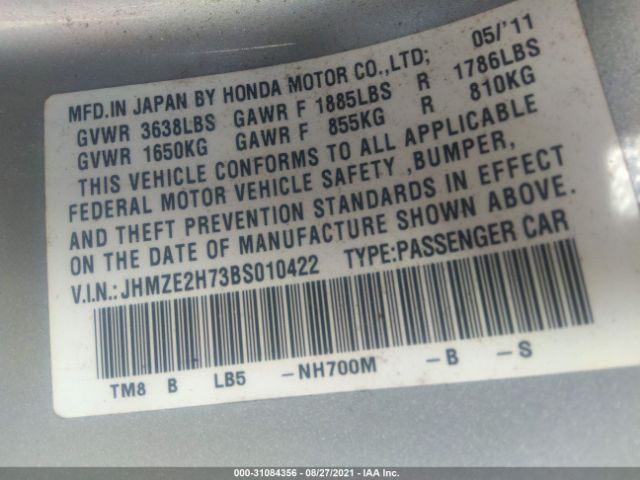 MFD.IN JAPAN BY HONDA MOTOR CO.,LTD; 05/'11
GVWR 3638LBS GAWR F 1885LBS R 1786LBS
GVWR 1650KG GAWR F 855KG R 810KG
THIS VEHICLE CONFORMS TO ALL APPLICABLE
FEDERAL MOTOR VEHICLE SAFETY ,BUMPER,
AND THEFT PREVENTION STANDARDS IN EFFECT
ON THE DATE OF MANUFACTURE SHOWN ABOVE.
V.I.N.: JHMZE2H73BS010422 TYPE:PASSENGER CAR
TM8 B LB5 -NH700M -B -S
000-31084356 - 08/27/2021 - IAA Inc.